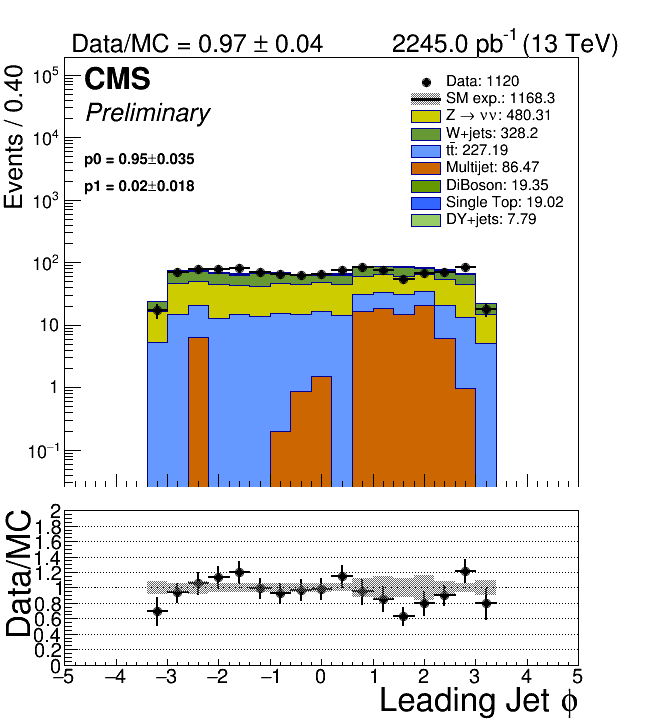 Data/MC = 0.97 ± 0.04
2245.0 pb⁻¹ (13 TeV)
Events / 0.40
CMS
Preliminary
p0 = 0.95±0.035
p1 = 0.02±0.018
Data: 1120
SM exp.: 1168.3
Z → νν: 480.31
W+jets: 328.2
tt̄: 227.19
Multijet: 86.47
DiBoson: 19.35
Single Top: 19.02
DY+jets: 7.79
10⁵
10⁴
10³
10²
10
1
10⁻¹
Data/MC
2
1.8
1.6
1.4
1.2
1
0.8
0.6
0.4
0.2
0
−5 −4 −3 −2 −1 0 1 2 3 4 5
Leading Jet ϕ